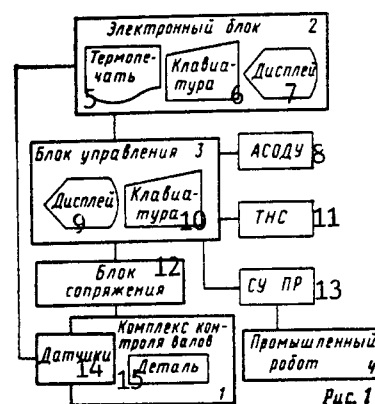 Электронный блок 2
Термопе-
чать
5
Клавиа-
тура
6
Дисплей
7
Блок управления 3
Дисплей
9
Клавиа-
тура
10
АСОДУ
8
ТНС
11
Блок
сопряжения
12
СУ ПР
13
Комплекс кон-
троля валов
Датчики
14
15
Деталь
1
Промышленный
робот
4
Рис. 1